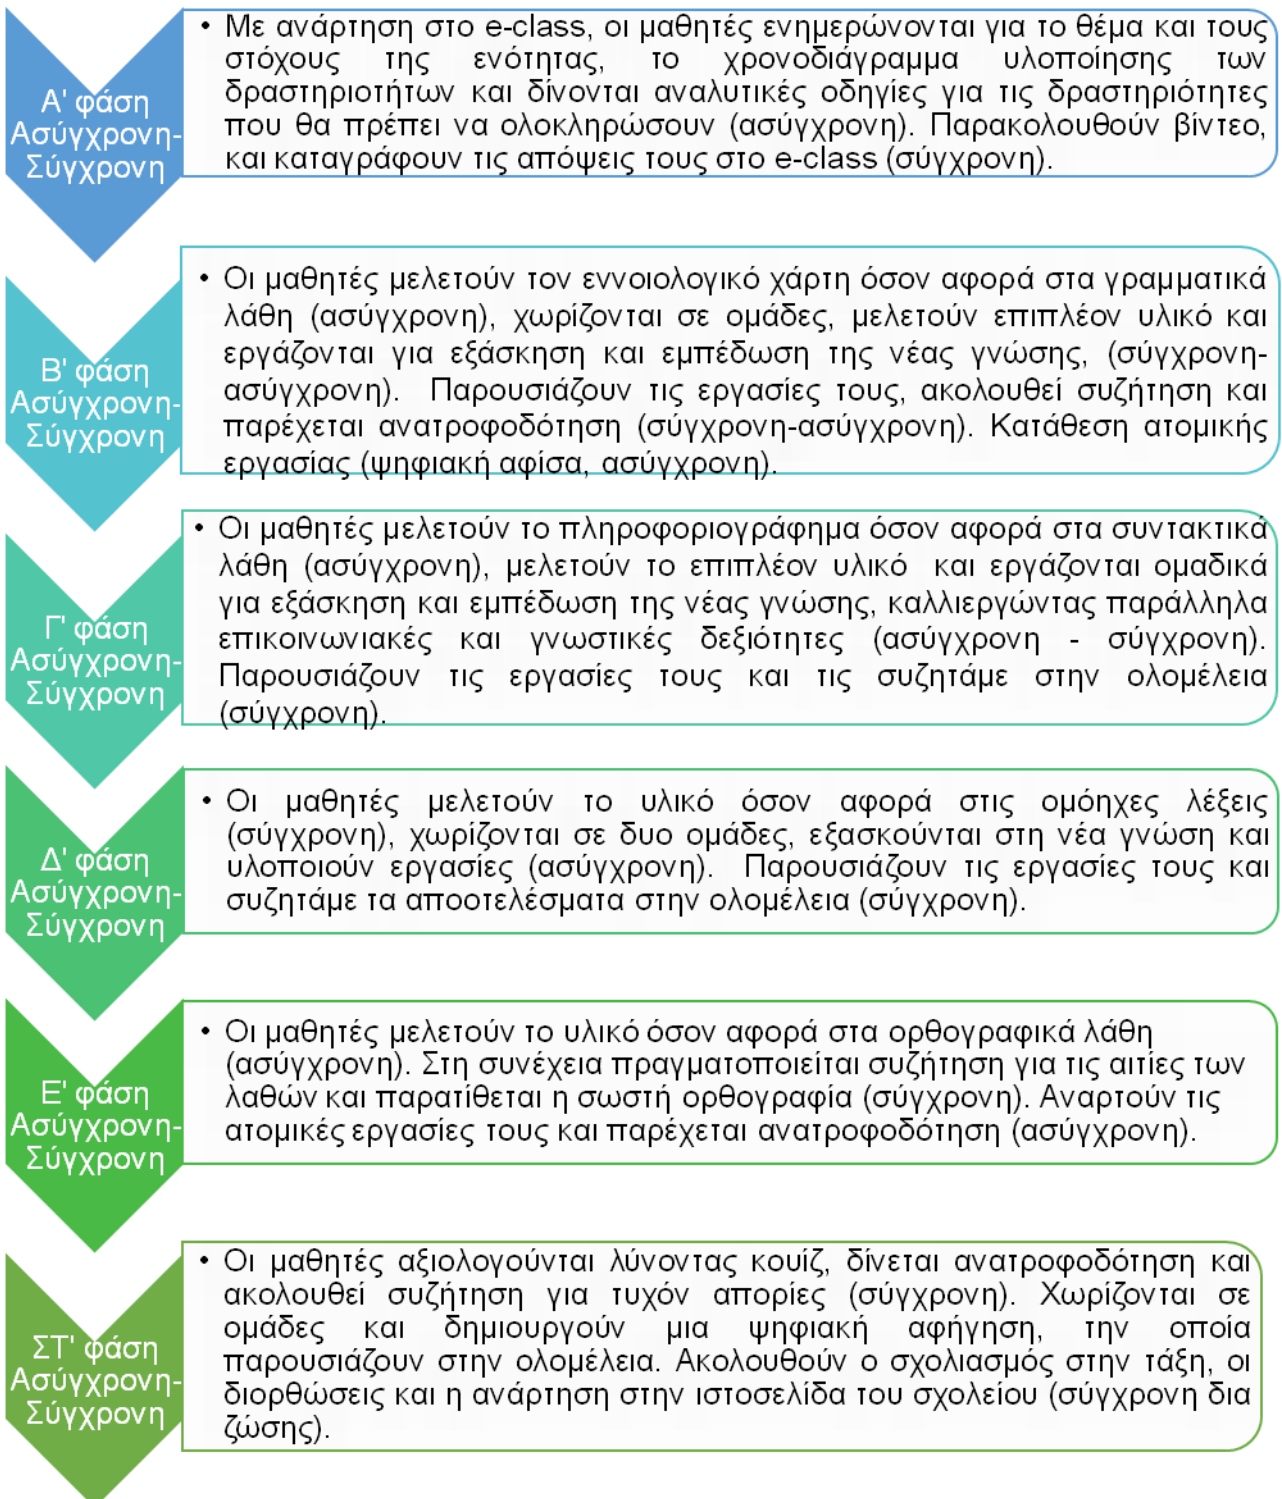 Α' φάση
Ασύγχρονη-
Σύγχρονη
• Με ανάρτηση στο e-class, οι μαθητές ενημερώνονται για το θέμα και τους
στόχους της ενότητας, το χρονοδιάγραμμα υλοποίησης των
δραστηριοτήτων και δίνονται αναλυτικές οδηγίες για τις δραστηριότητες
που θα πρέπει να ολοκληρώσουν (ασύγχρονη). Παρακολουθούν βίντεο,
και καταγράφουν τις απόψεις τους στο e-class (σύγχρονη).
Β' φάση
Ασύγχρονη-
Σύγχρονη
• Οι μαθητές μελετούν τον εννοιολογικό χάρτη όσον αφορά στα γραμματικά
λάθη (ασύγχρονη), χωρίζονται σε ομάδες, μελετούν επιπλέον υλικό και
εργάζονται για εξάσκηση και εμπέδωση της νέας γνώσης, (σύγχρονη-
ασύγχρονη). Παρουσιάζουν τις εργασίες τους, ακολουθεί συζήτηση και
παρέχεται ανατροφοδότηση (σύγχρονη-ασύγχρονη). Κατάθεση ατομικής
εργασίας (ψηφιακή αφίσα, ασύγχρονη).
Γ' φάση
Ασύγχρονη-
Σύγχρονη
• Οι μαθητές μελετούν το πληροφοριογράφημα όσον αφορά στα συντακτικά
λάθη (ασύγχρονη), μελετούν το επιπλέον υλικό και εργάζονται ομαδικά
για εξάσκηση και εμπέδωση της νέας γνώσης, καλλιεργώντας παράλληλα
επικοινωνιακές και γνωστικές δεξιότητες (ασύγχρονη - σύγχρονη).
Παρουσιάζουν τις εργασίες τους και τις συζητάμε στην ολομέλεια
(σύγχρονη).
Δ' φάση
Ασύγχρονη-
Σύγχρονη
• Οι μαθητές μελετούν το υλικό όσον αφορά στις ομόηχες λέξεις
(σύγχρονη), χωρίζονται σε δυο ομάδες, εξασκούνται στη νέα γνώση και
υλοποιούν εργασίες (ασύγχρονη). Παρουσιάζουν τις εργασίες τους και
συζητάμε τα αποοτελέσματα στην ολομέλεια (σύγχρονη).
Ε' φάση
Ασύγχρονη-
Σύγχρονη
• Οι μαθητές μελετούν το υλικό όσον αφορά στα ορθογραφικά λάθη
(ασύγχρονη). Στη συνέχεια πραγματοποιείται συζήτηση για τις αιτίες των
λαθών και παρατίθεται η σωστή ορθογραφία (σύγχρονη). Αναρτούν τις
ατομικές εργασίες τους και παρέχεται ανατροφοδότηση (ασύγχρονη).
ΣΤ' φάση
Ασύγχρονη-
Σύγχρονη
• Οι μαθητές αξιολογούνται λύνοντας κουίζ, δίνεται ανατροφοδότηση και
ακολουθεί συζήτηση για τυχόν απορίες (σύγχρονη). Χωρίζονται σε
ομάδες και δημιουργούν μια ψηφιακή αφήγηση, την οποία
παρουσιάζουν στην ολομέλεια. Ακολουθούν ο σχολιασμός στην τάξη, οι
διορθώσεις και η ανάρτηση στην ιστοσελίδα του σχολείου (σύγχρονη δια
ζώσης).